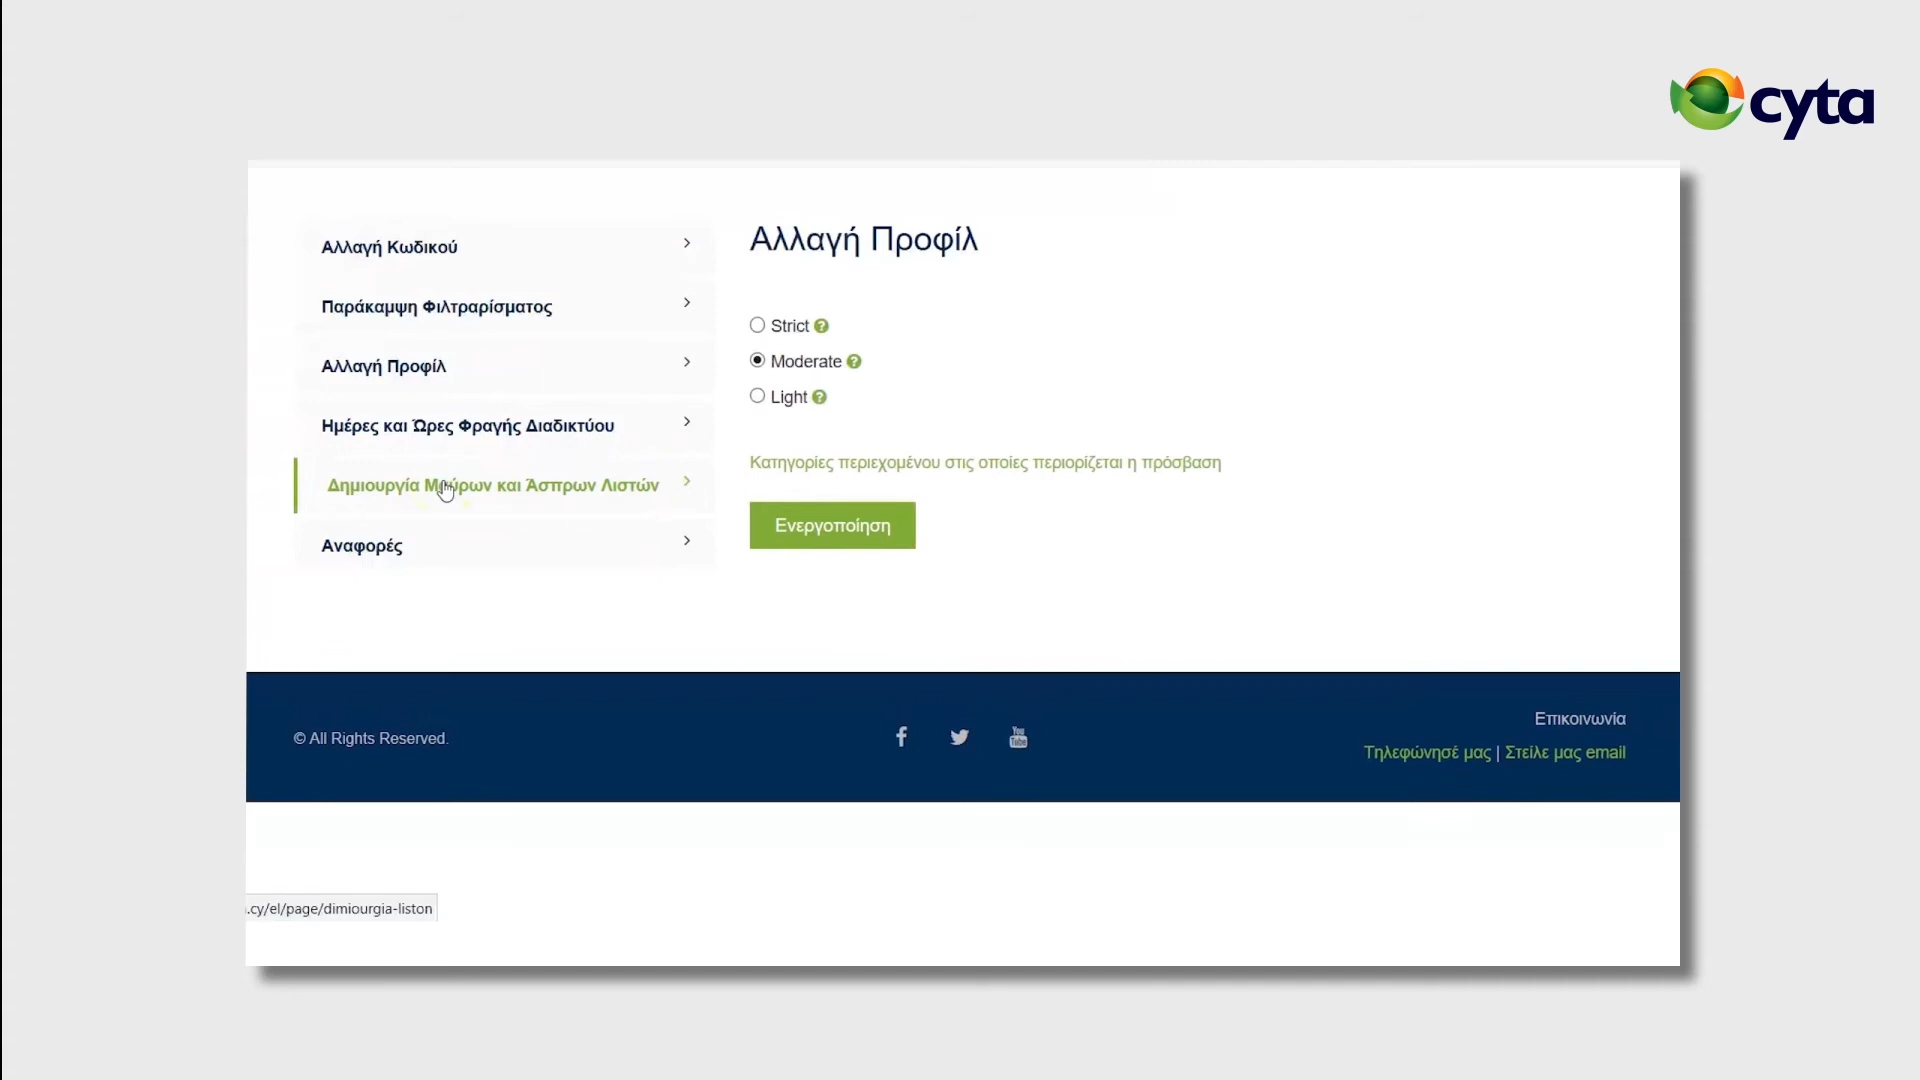 cyta
Αλλαγή Κωδικού
Παράκαμψη Φιλτραρίσματος
Αλλαγή Προφίλ
Ημέρες και Ώρες Φραγής Διαδικτύου
Δημιουργία Μαύρων και Άσπρων Λιστών
Αναφορές
Αλλαγή Προφίλ
Strict ?
Moderate ?
Light ?
Κατηγορίες περιεχομένου στις οποίες περιορίζεται η πρόσβαση
Ενεργοποίηση
© All Rights Reserved.
You Tube
Επικοινωνία
Τηλεφώνησέ μας | Στείλε μας email
.cy/el/page/dimiourgia-liston